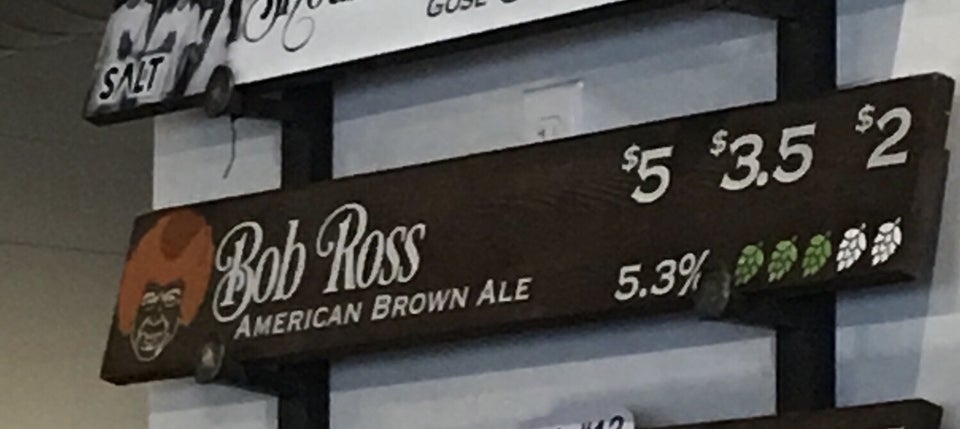 SALT
GOSE
$5 $3.5 $2
Bob Ross
AMERICAN BROWN ALE
5.3%